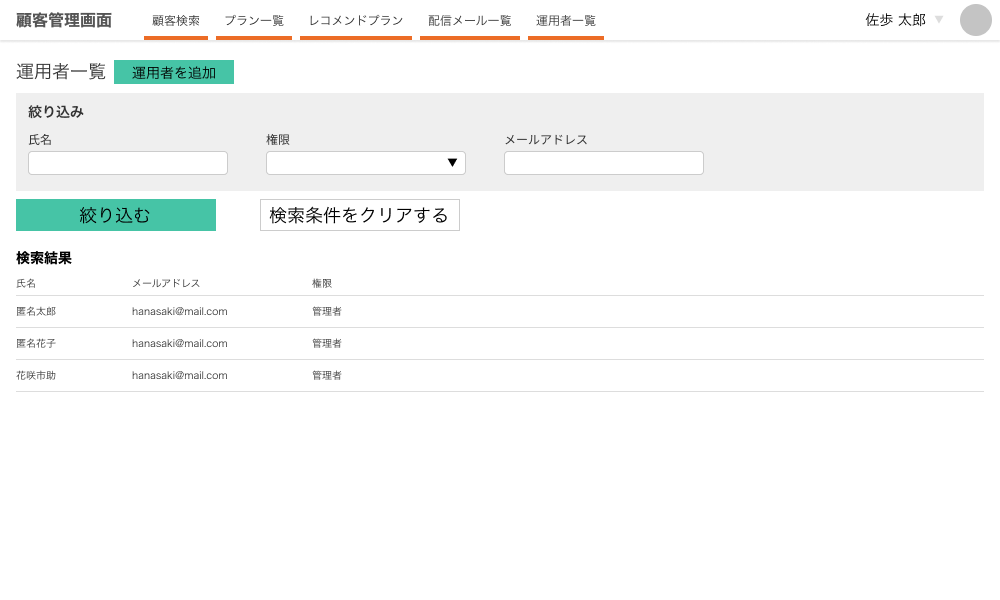 顧客管理画面 顧客検索 プラン一覧 レコメンドプラン 配信メール一覧 運用者一覧 佐歩 太郎 ▼
運用者一覧 運用者を追加
絞り込み
氏名 権限 メールアドレス
▼
絞り込む 検索条件をクリアする
検索結果
氏名 メールアドレス 権限
匿名太郎 hanasaki@mail.com 管理者
匿名花子 hanasaki@mail.com 管理者
花咲市助 hanasaki@mail.com 管理者